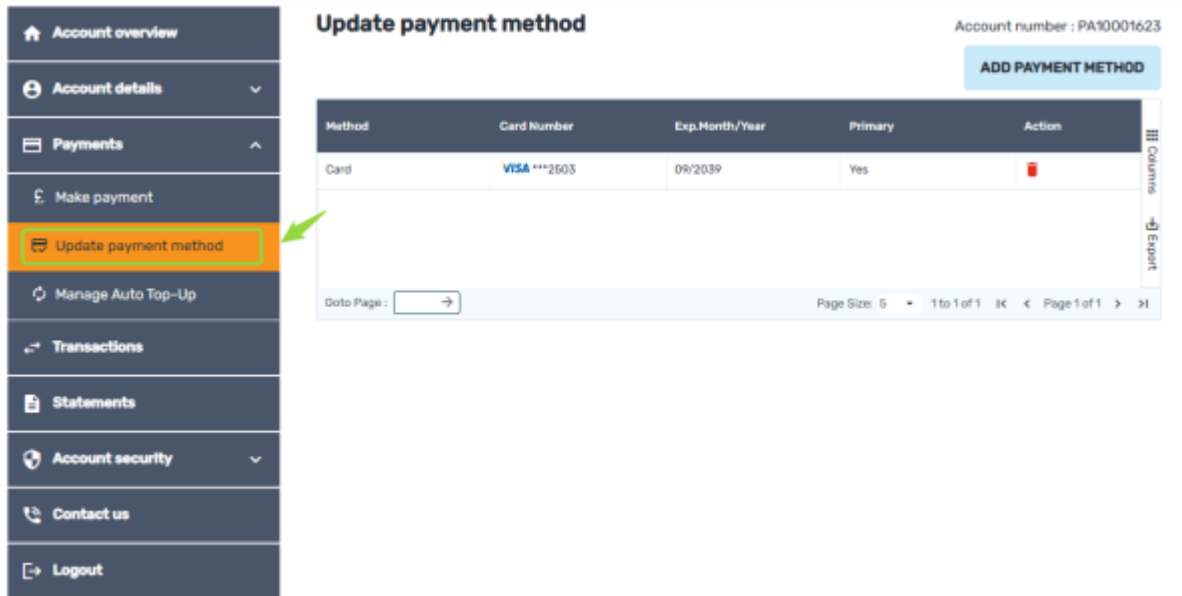 Account overview
Account details
Payments
£ Make payment
Update payment method
Manage Auto Top-Up
Transactions
Statements
Account security
Contact us
Logout
Update payment method
Account number : PA10001623
ADD PAYMENT METHOD
Method Card Number Exp.Month/Year Primary Action
Card VISA ***2503 09/2039 Yes
Columns
Export
Goto Page :
Page Size: 5 1 to 1 of 1 Page 1 of 1